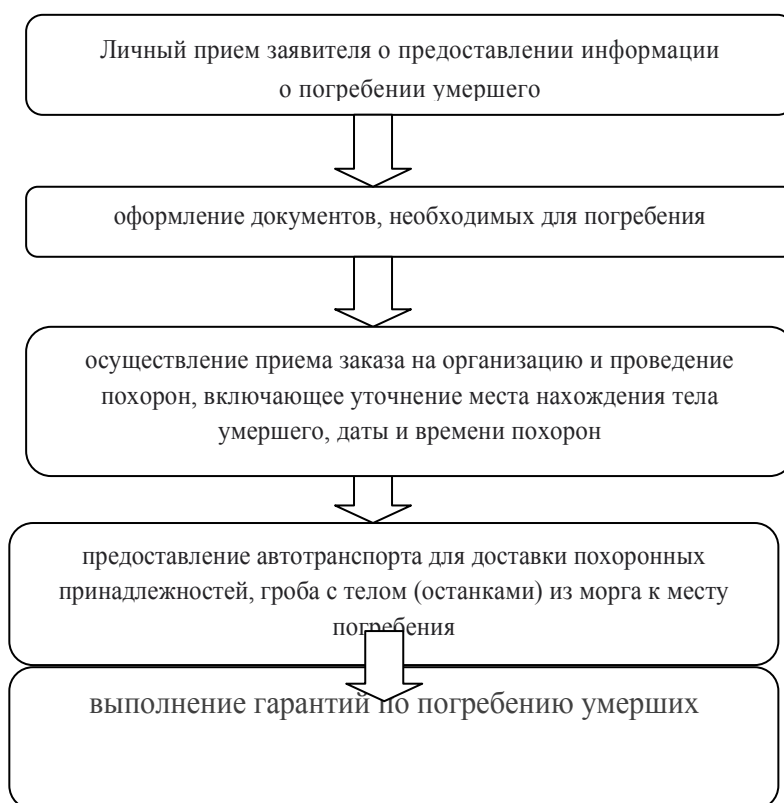 Личный прием заявителя о предоставлении информации
о погребении умершего
оформление документов, необходимых для погребения
осуществление приема заказа на организацию и проведение
похорон, включающее уточнение места нахождения тела
умершего, даты и времени похорон
предоставление автотранспорта для доставки похоронных
принадлежностей, гроба с телом (останками) из морга к месту
погребения
выполнение гарантий по погребению умерших